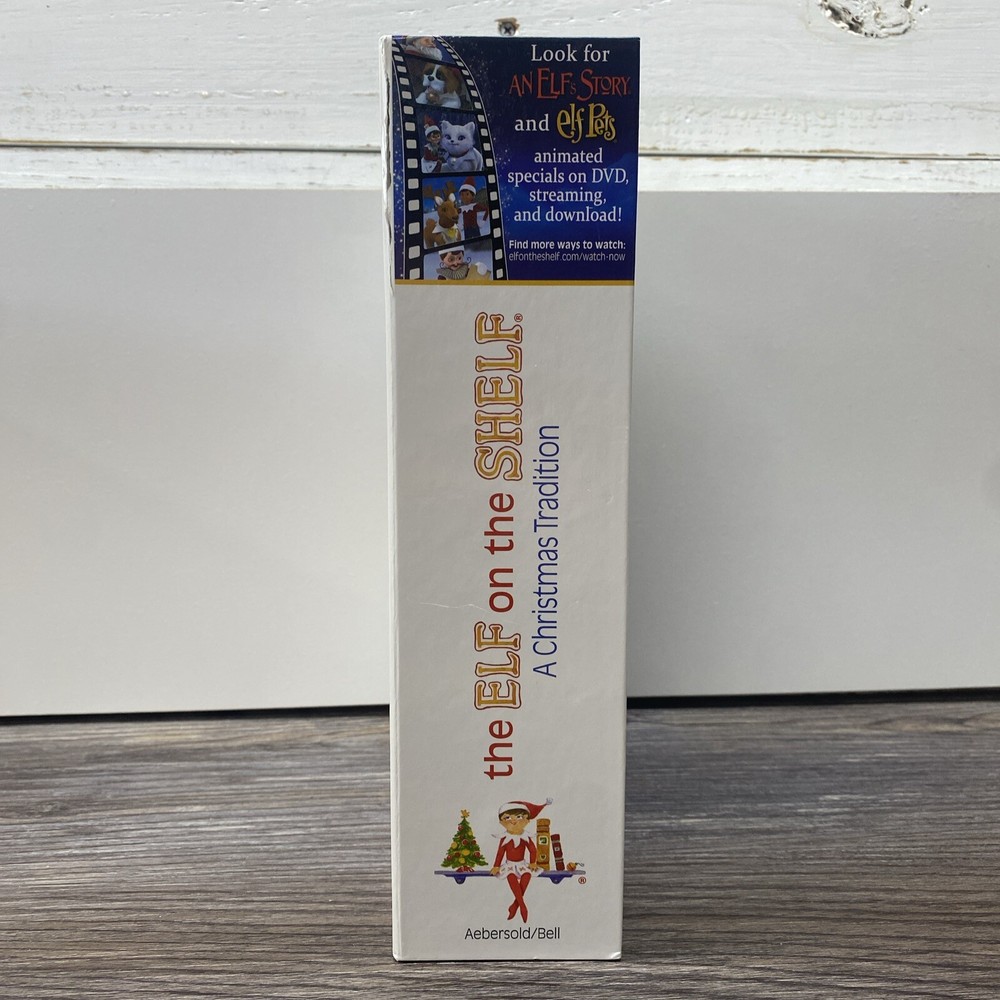 Look for
AN ELF'S STORY
and elf Pets
animated
specials on DVD,
streaming,
and download!
Find more ways to watch:
elfontheshelf.com/watch-now
the ELF on the SHELF®
A Christmas Tradition
®
Aebersold/Bell